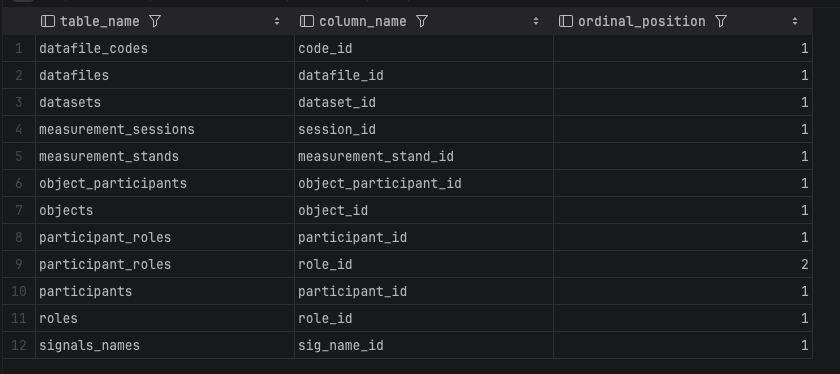 table_name column_name ordinal_position
1 datafile_codes code_id 1
2 datafiles datafile_id 1
3 datasets dataset_id 1
4 measurement_sessions session_id 1
5 measurement_stands measurement_stand_id 1
6 object_participants object_participant_id 1
7 objects object_id 1
8 participant_roles participant_id 1
9 participant_roles role_id 2
10 participants participant_id 1
11 roles role_id 1
12 signals_names sig_name_id 1